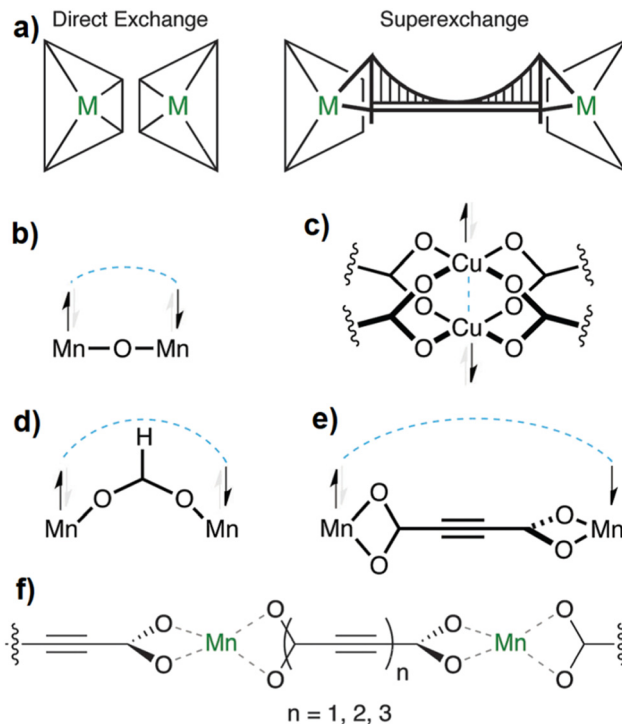 a) Direct Exchange Superexchange
M M M M
b) c)
O O
Cu
O O
O O
Cu
O O
Mn O Mn
d) e)
H
O O
Mn Mn
O O
Mn Mn
O O
f)
O O O O
Mn Mn
O O O O
n
n = 1, 2, 3